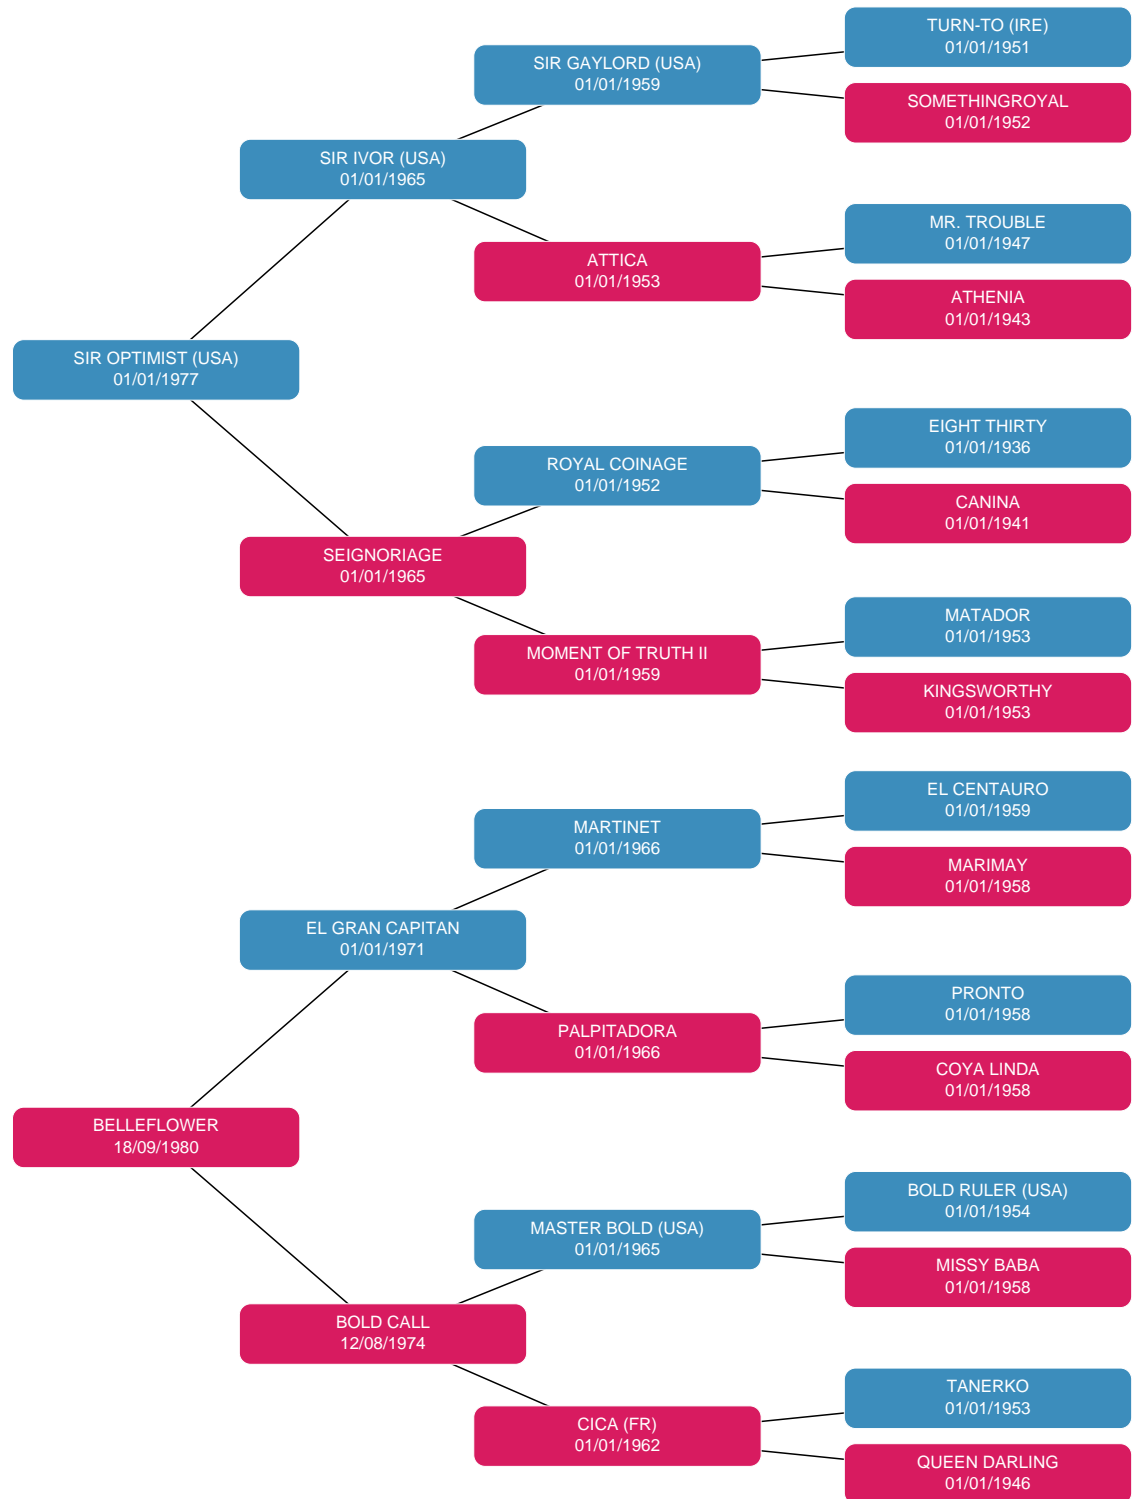 TURN-TO (IRE)
01/01/1951
SIR GAYLORD (USA)
01/01/1959
SOMETHINGROYAL
01/01/1952
SIR IVOR (USA)
01/01/1965
MR. TROUBLE
01/01/1947
ATTICA
01/01/1953
ATHENIA
01/01/1943
SIR OPTIMIST (USA)
01/01/1977
EIGHT THIRTY
01/01/1936
ROYAL COINAGE
01/01/1952
CANINA
01/01/1941
SEIGNORIAGE
01/01/1965
MATADOR
01/01/1953
MOMENT OF TRUTH II
01/01/1959
KINGSWORTHY
01/01/1953
EL CENTAURO
01/01/1959
MARTINET
01/01/1966
MARIMAY
01/01/1958
EL GRAN CAPITAN
01/01/1971
PRONTO
01/01/1958
PALPITADORA
01/01/1966
COYA LINDA
01/01/1958
BELLEFLOWER
18/09/1980
BOLD RULER (USA)
01/01/1954
MASTER BOLD (USA)
01/01/1965
MISSY BABA
01/01/1958
BOLD CALL
12/08/1974
TANERKO
01/01/1953
CICA (FR)
01/01/1962
QUEEN DARLING
01/01/1946